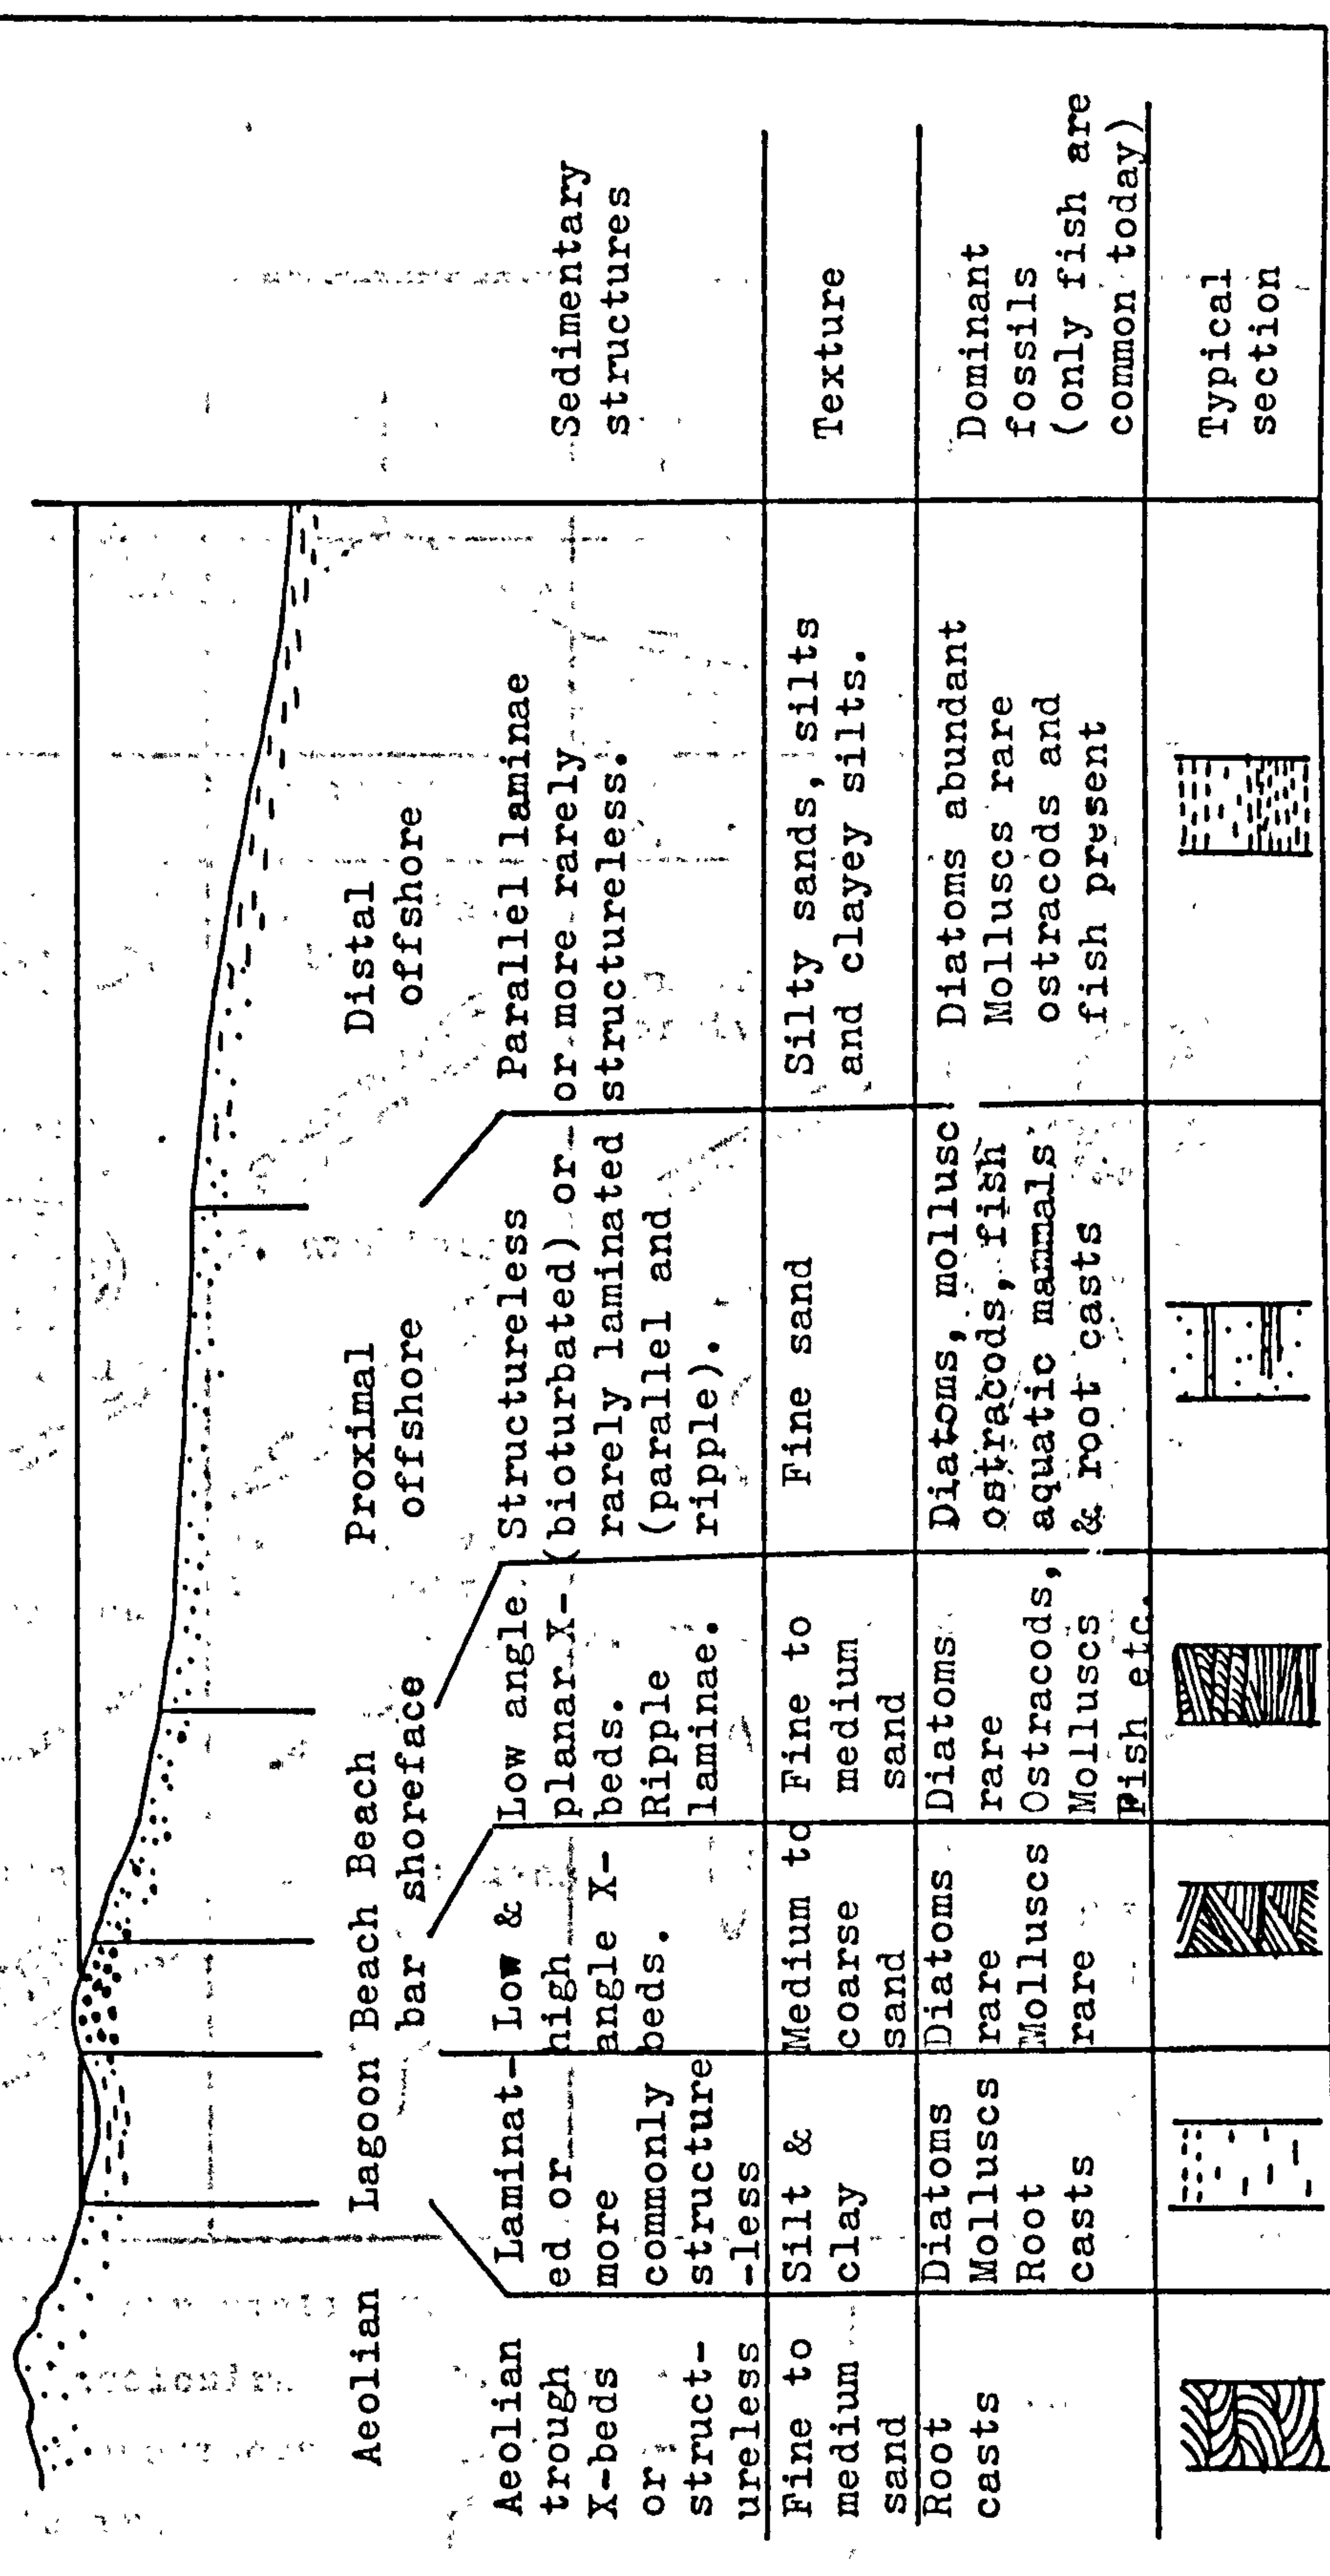 Aeolian
Lagoon
Beach
bar
Beach
shoreface
Proximal
offshore
Distal
offshore
Aeolian
trough
X-beds
or
struct-
ureless
Laminat-
ed or
more
commonly
structure
-less
Low &
high
angle X-
beds.
Low angle
planar X-
beds.
Ripple
laminae.
Structureless
(bioturbated) or
rarely laminated
(parallel and
ripple).
Parallel laminae
or more rarely
structureless.
Sedimentary
structures
Fine to
medium
sand
Silt &
clay
Medium to
coarse
sand
Fine to
medium
sand
Fine sand
Silty sands, silts
and clayey silts.
Texture
Root
casts
Diatoms
Molluscs
Root
casts
Diatoms
rare
Molluscs
rare
Diatoms
rare
Ostracods,
Molluscs
Fish etc.
Diatoms, mollusc
ostracods, fish
aquatic mammals
& root casts
Diatoms abundant
Molluscs rare
ostracods and
fish present
Dominant
fossils
(only fish are
common today)
Typical
section